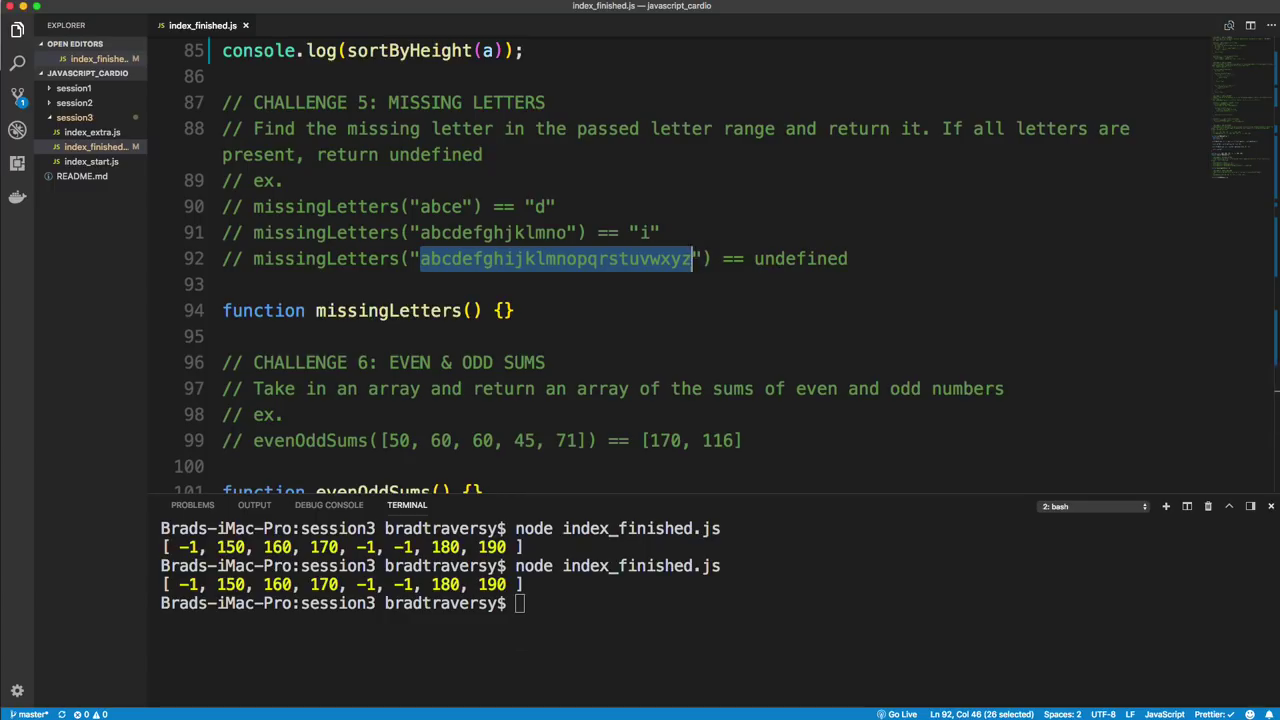 index_finished.js — javascript_cardio
EXPLORER
index_finished.js ×
OPEN EDITORS
index_finishe... M
JAVASCRIPT_CARDIO
session1
session2
session3
index_extra.js
index_finished... M
index_start.js
README.md
1
85 console.log(sortByHeight(a));
86
87 // CHALLENGE 5: MISSING LETTERS
88 // Find the missing letter in the passed letter range and return it. If all letters are
present, return undefined
89 // ex.
90 // missingLetters("abce") == "d"
91 // missingLetters("abcdefghjklmno") == "i"
92 // missingLetters("abcdefghijklmnopqrstuvwxyz") == undefined
93
94 function missingLetters() {}
95
96 // CHALLENGE 6: EVEN & ODD SUMS
97 // Take in an array and return an array of the sums of even and odd numbers
98 // ex.
99 // evenOddSums([50, 60, 60, 45, 71]) == [170, 116]
100
101 function evenOddSums() {}
PROBLEMS OUTPUT DEBUG CONSOLE TERMINAL 2: bash
Brads-iMac-Pro:session3 bradtraversy$ node index_finished.js
[ -1, 150, 160, 170, -1, -1, 180, 190 ]
Brads-iMac-Pro:session3 bradtraversy$ node index_finished.js
[ -1, 150, 160, 170, -1, -1, 180, 190 ]
Brads-iMac-Pro:session3 bradtraversy$
master* 0 0 Go Live Ln 92, Col 46 (26 selected) Spaces: 2 UTF-8 LF JavaScript Prettier: ✓